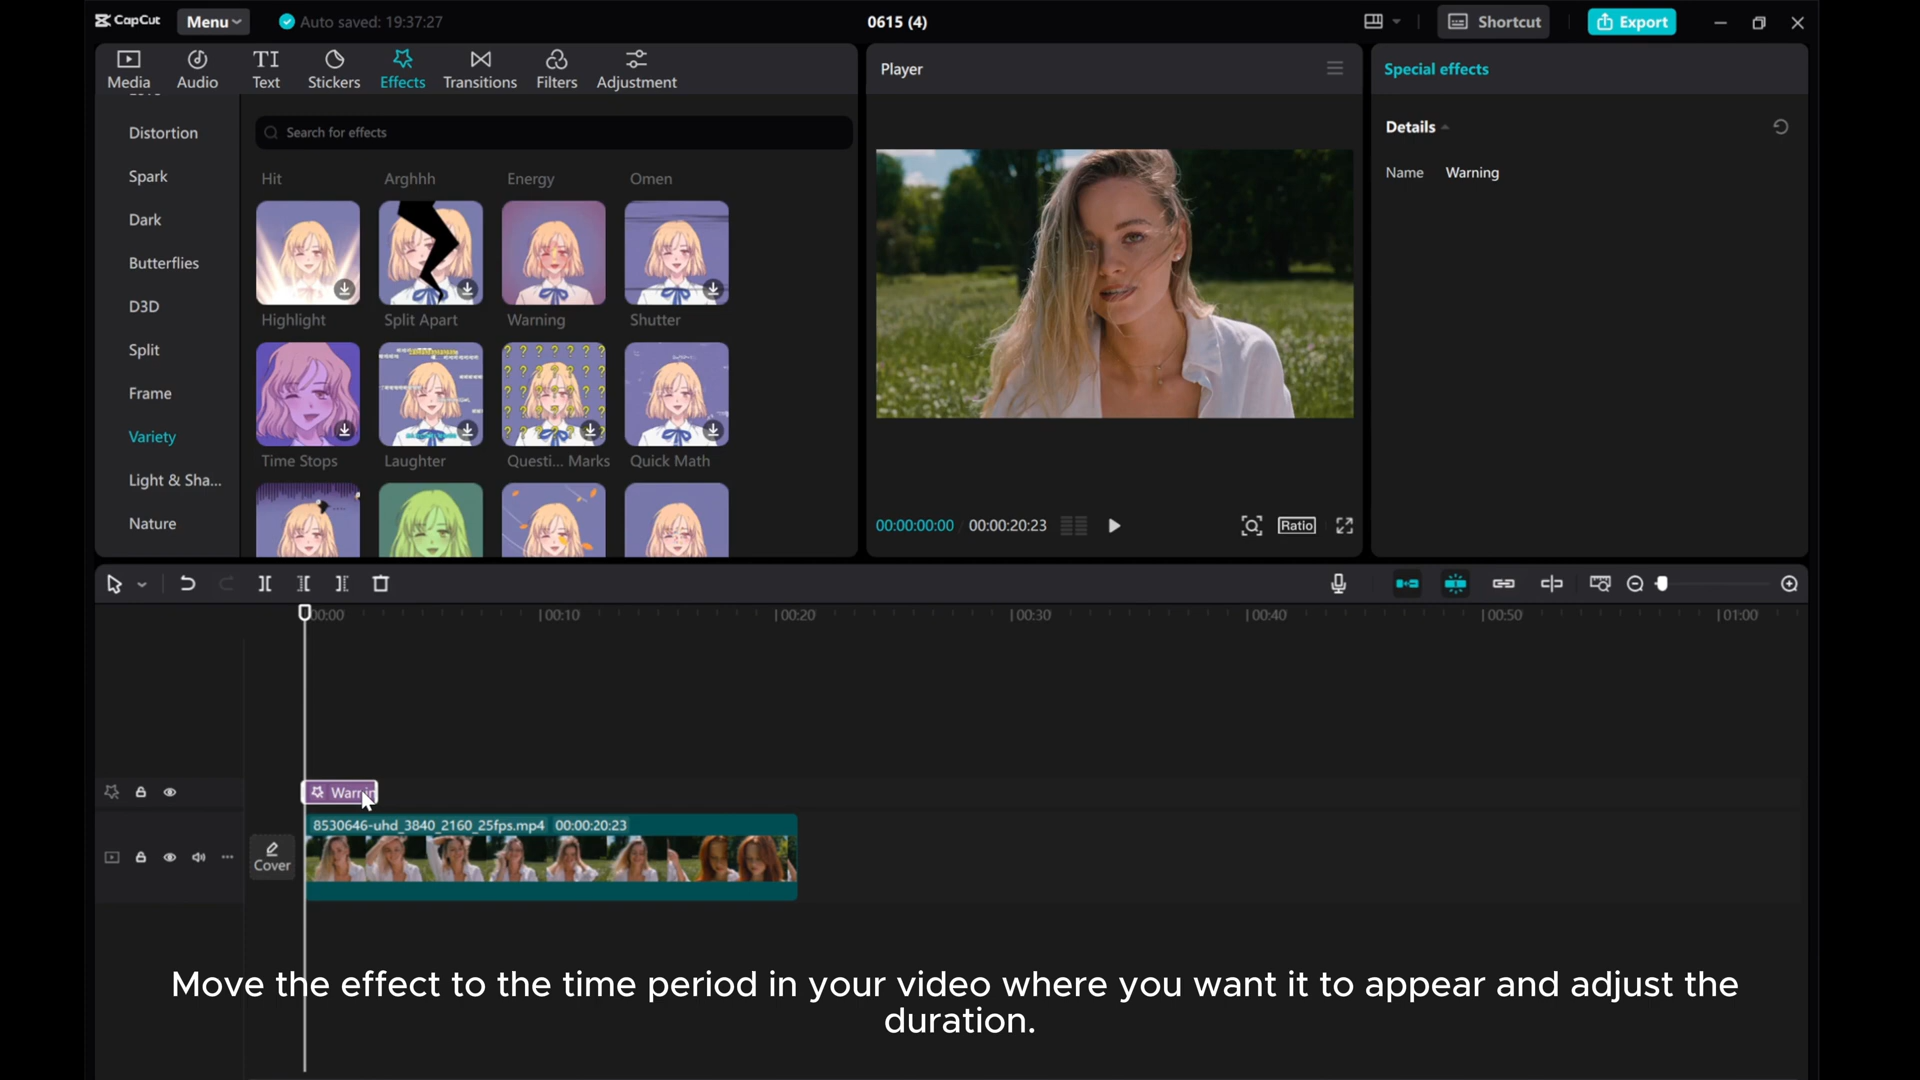 CapCut
Menu
Auto saved: 19:37:27
0615 (4)
Shortcut
Export
Media
Audio
TI
Text
Stickers
Effects
Transitions
Filters
Adjustment
Player
Special effects
Distortion
Spark
Dark
Butterflies
D3D
Split
Frame
Variety
Light & Sha...
Nature
Search for effects
Hit
Arghhh
Energy
Omen
Highlight
Split Apart
Warning
Shutter
Time Stops
Laughter
Questi... Marks
Quick Math
Details
Name Warning
00:00:00:00 00:00:20:23
Ratio
00:00
00:10
00:20
00:30
00:40
00:50
01:00
8530646-uhd_3840_2160_25fps.mp4 00:00:20:23
Cover
Move the effect to the time period in your video where you want it to appear and adjust the
duration.